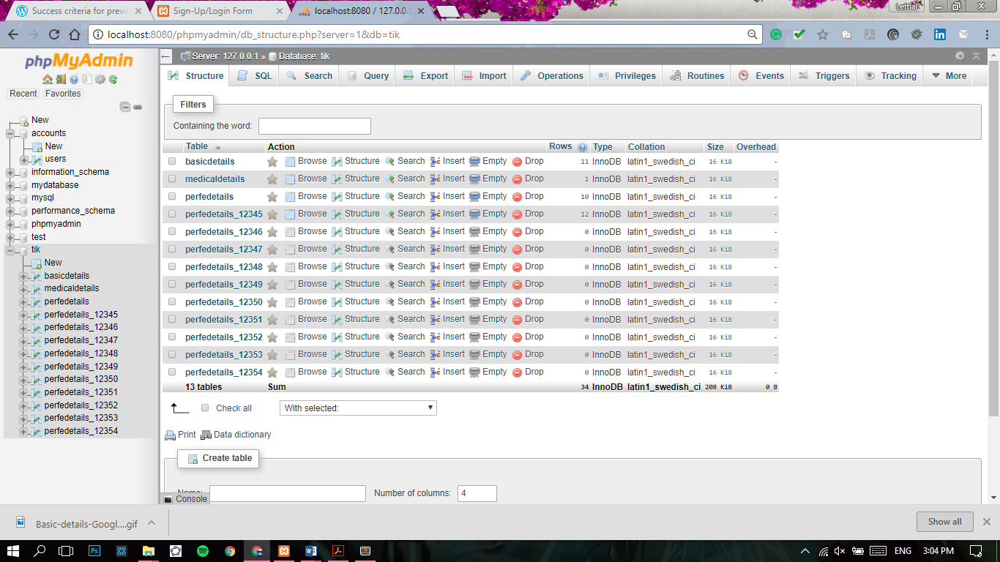 Success criteria for previ
Sign-Up/Login Form
localhost:8080 / 127.0.0.
Lethal
localhost:8080/phpmyadmin/db_structure.php?server=1&db=tik
phpMyAdmin
Recent Favorites
New
accounts
New
users
information_schema
mydatabase
mysql
performance_schema
phpmyadmin
test
tik
New
basicdetails
medicaldetails
perfedetails
perfedetails_12345
perfedetails_12346
perfedetails_12347
perfedetails_12348
perfedetails_12349
perfedetails_12350
perfedetails_12351
perfedetails_12352
perfedetails_12353
perfedetails_12354
Server: 127.0.0.1 » Database: tik
Structure SQL Search Query Export Import Operations Privileges Routines Events Triggers Tracking More
Filters
Containing the word:
Table Action Rows Type Collation Size Overhead
basicdetails Browse Structure Search Insert Empty Drop 11 InnoDB latin1_swedish_ci 16 KiB -
medicaldetails Browse Structure Search Insert Empty Drop 1 InnoDB latin1_swedish_ci 16 KiB -
perfedetails Browse Structure Search Insert Empty Drop 10 InnoDB latin1_swedish_ci 16 KiB -
perfedetails_12345 Browse Structure Search Insert Empty Drop 12 InnoDB latin1_swedish_ci 16 KiB -
perfedetails_12346 Browse Structure Search Insert Empty Drop 0 InnoDB latin1_swedish_ci 16 KiB -
perfedetails_12347 Browse Structure Search Insert Empty Drop 0 InnoDB latin1_swedish_ci 16 KiB -
perfedetails_12348 Browse Structure Search Insert Empty Drop 0 InnoDB latin1_swedish_ci 16 KiB -
perfedetails_12349 Browse Structure Search Insert Empty Drop 0 InnoDB latin1_swedish_ci 16 KiB -
perfedetails_12350 Browse Structure Search Insert Empty Drop 0 InnoDB latin1_swedish_ci 16 KiB -
perfedetails_12351 Browse Structure Search Insert Empty Drop 0 InnoDB latin1_swedish_ci 16 KiB -
perfedetails_12352 Browse Structure Search Insert Empty Drop 0 InnoDB latin1_swedish_ci 16 KiB -
perfedetails_12353 Browse Structure Search Insert Empty Drop 0 InnoDB latin1_swedish_ci 16 KiB -
perfedetails_12354 Browse Structure Search Insert Empty Drop 0 InnoDB latin1_swedish_ci 16 KiB -
13 tables Sum 34 InnoDB latin1_swedish_ci 208 KiB 0 B
Check all With selected:
Print Data dictionary
Create table
Name: Number of columns: 4
Console
Basic-details-Googl....gif Show all
ENG 3:04 PM